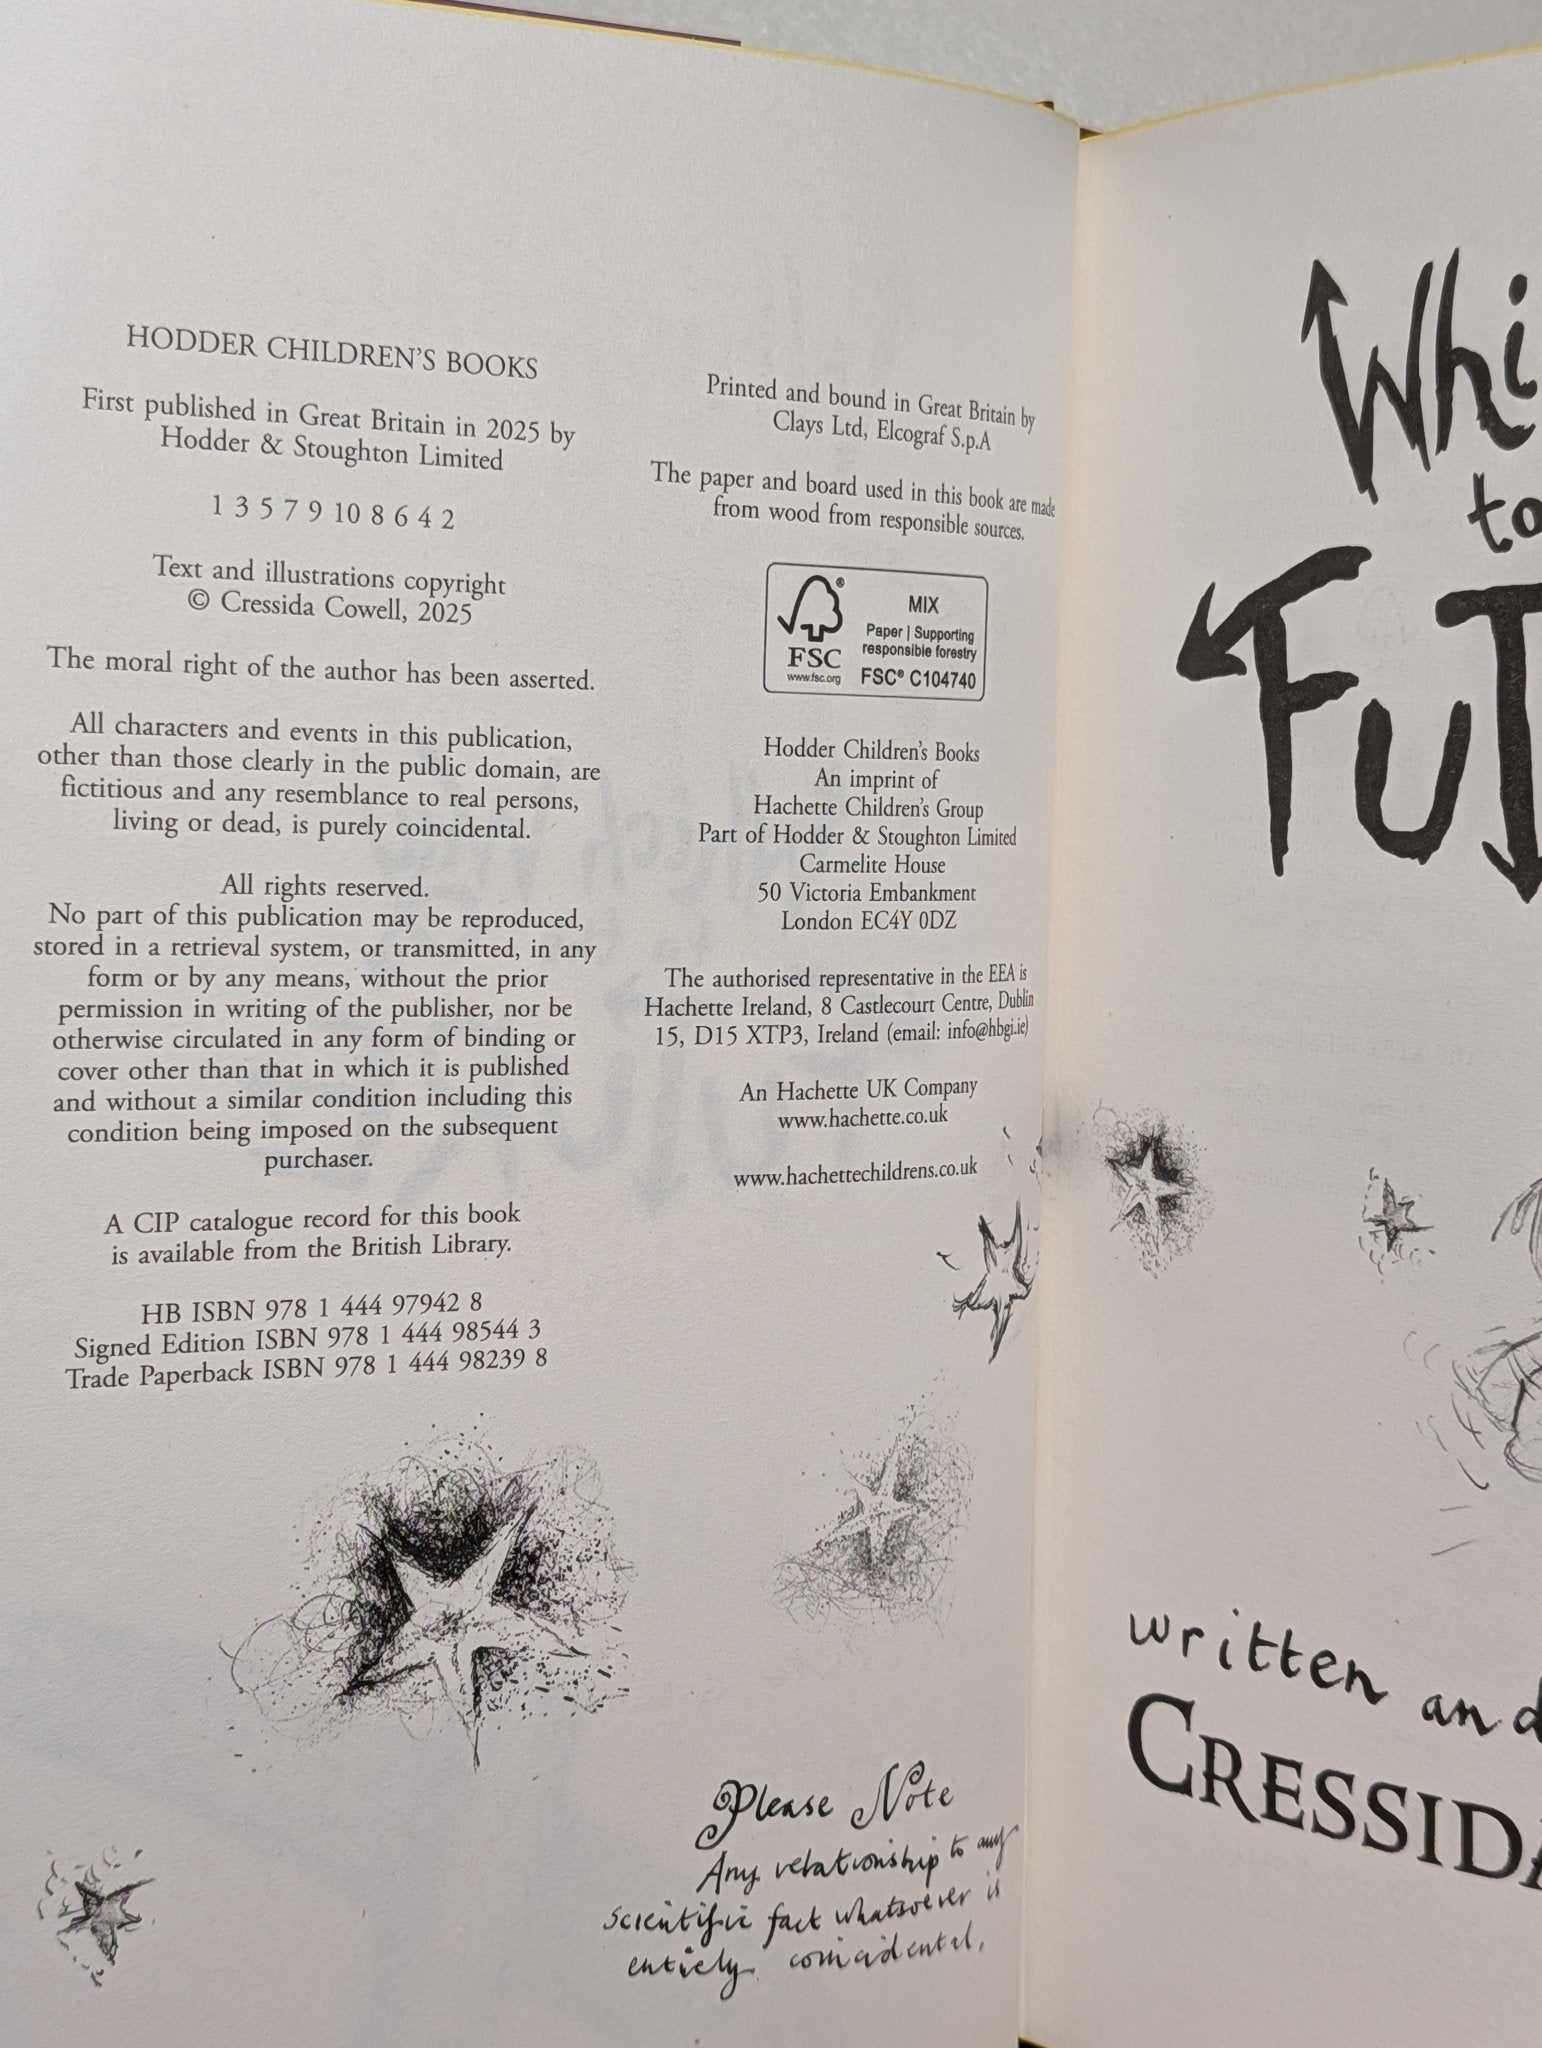 HODDER CHILDREN'S BOOKS
First published in Great Britain in 2025 by
Hodder & Stoughton Limited
1 3 5 7 9 10 8 6 4 2
Text and illustrations copyright
© Cressida Cowell, 2025
The moral right of the author has been asserted.
All characters and events in this publication,
other than those clearly in the public domain, are
fictitious and any resemblance to real persons,
living or dead, is purely coincidental.
All rights reserved.
No part of this publication may be reproduced,
stored in a retrieval system, or transmitted, in any
form or by any means, without the prior
permission in writing of the publisher, nor be
otherwise circulated in any form of binding or
cover other than that in which it is published
and without a similar condition including this
condition being imposed on the subsequent
purchaser.
A CIP catalogue record for this book
is available from the British Library.
HB ISBN 978 1 444 97942 8
Signed Edition ISBN 978 1 444 98544 3
Trade Paperback ISBN 978 1 444 98239 8
Printed and bound in Great Britain by
Clays Ltd, Elcograf S.p.A
The paper and board used in this book are made
from wood from responsible sources.
FSC®
www.fsc.org
MIX
Paper | Supporting
responsible forestry
FSC® C104740
Hodder Children's Books
An imprint of
Hachette Children's Group
Part of Hodder & Stoughton Limited
Carmelite House
50 Victoria Embankment
London EC4Y 0DZ
The authorised representative in the EEA is
Hachette Ireland, 8 Castlecourt Centre, Dublin
15, D15 XTP3, Ireland (email: info@hbgi.ie)
An Hachette UK Company
www.hachette.co.uk
www.hachettechildrens.co.uk
Please Note
Any relationship to any
scientific fact whatsoever is
entirely coincidental.
Whi
to
FUT
written and
CRESSIDA